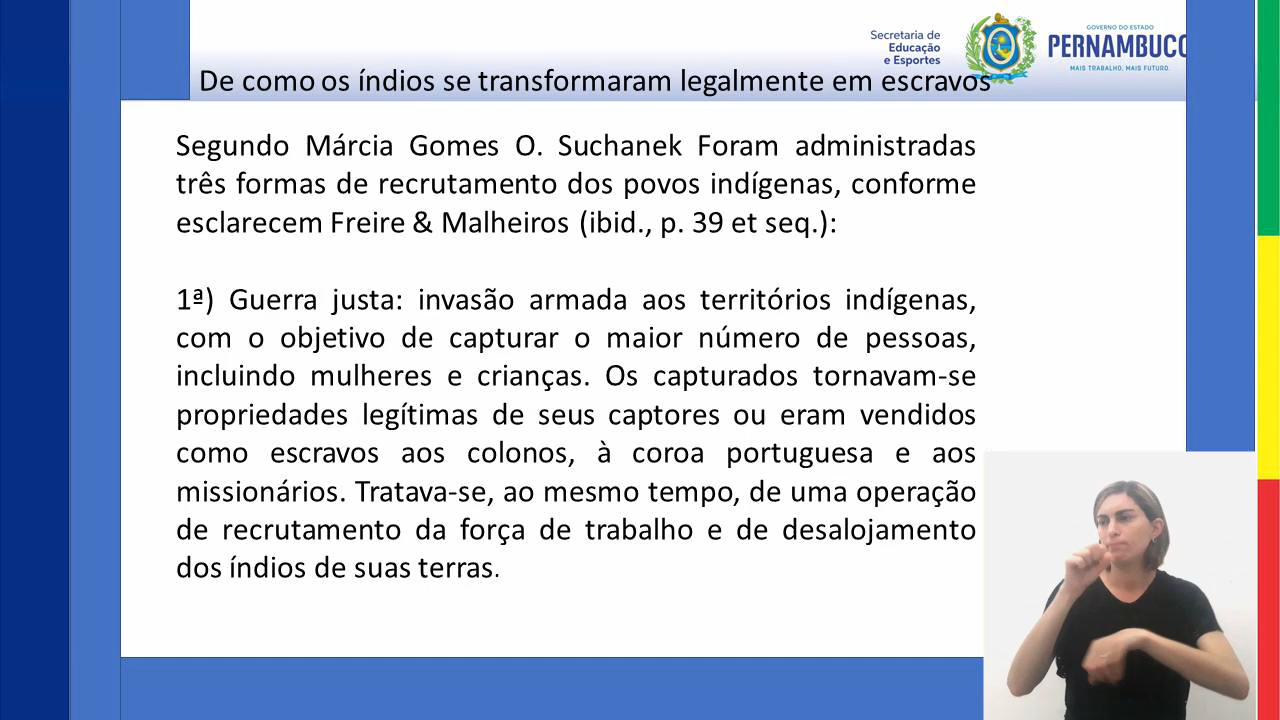 Secretaria de
Educação
e Esportes
GOVERNO DO ESTADO
PERNAMBUCO
MAIS TRABALHO, MAIS FUTURO.
De como os índios se transformaram legalmente em escravos
Segundo Márcia Gomes O. Suchanek Foram administradas
três formas de recrutamento dos povos indígenas, conforme
esclarecem Freire & Malheiros (ibid., p. 39 et seq.):
1ª) Guerra justa: invasão armada aos territórios indígenas,
com o objetivo de capturar o maior número de pessoas,
incluindo mulheres e crianças. Os capturados tornavam-se
propriedades legítimas de seus captores ou eram vendidos
como escravos aos colonos, à coroa portuguesa e aos
missionários. Tratava-se, ao mesmo tempo, de uma operação
de recrutamento da força de trabalho e de desalojamento
dos índios de suas terras.